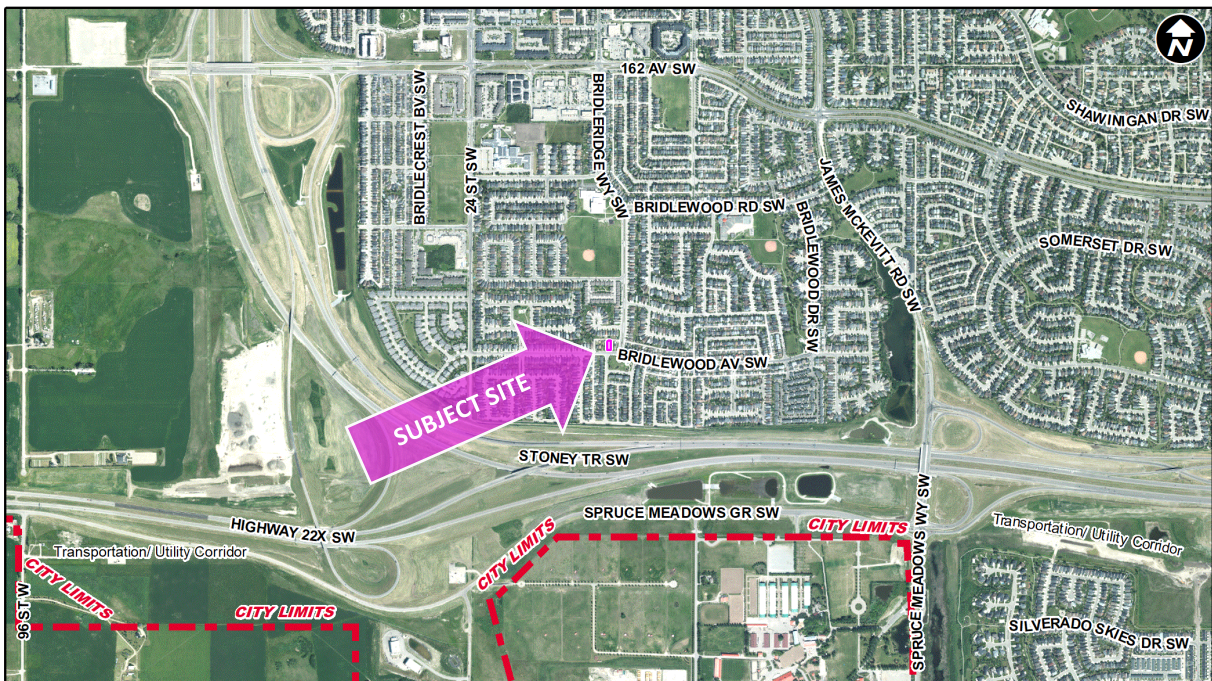 N
162 AV SW
SHAWINIGAN DR SW
BRIDLECREST BV SW
24 ST SW
BRIDLERIDGE WY SW
JAMES MCKEVITT RD SW
BRIDLEWOOD RD SW
BRIDLEWOOD DR SW
SOMERSET DR SW
BRIDLEWOOD AV SW
SUBJECT SITE
STONEY TR SW
HIGHWAY 22X SW
SPRUCE MEADOWS GR SW
CITY LIMITS
CITY LIMITS
Transportation/ Utility Corridor
Transportation/ Utility Corridor
CITY LIMITS
CITY LIMITS
96 ST W
SPRUCE MEADOWS WY SW
SILVERADO SKIES DR SW